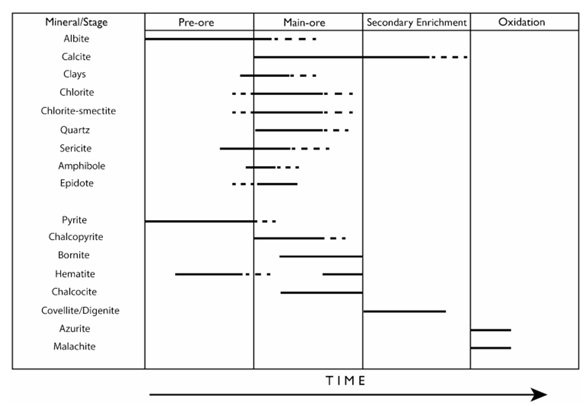 Mineral/Stage Pre-ore Main-ore Secondary Enrichment Oxidation
Albite
Calcite
Clays
Chlorite
Chlorite-smectite
Quartz
Sericite
Amphibole
Epidote
Pyrite
Chalcopyrite
Bornite
Hematite
Chalcocite
Covellite/Digenite
Azurite
Malachite
TIME